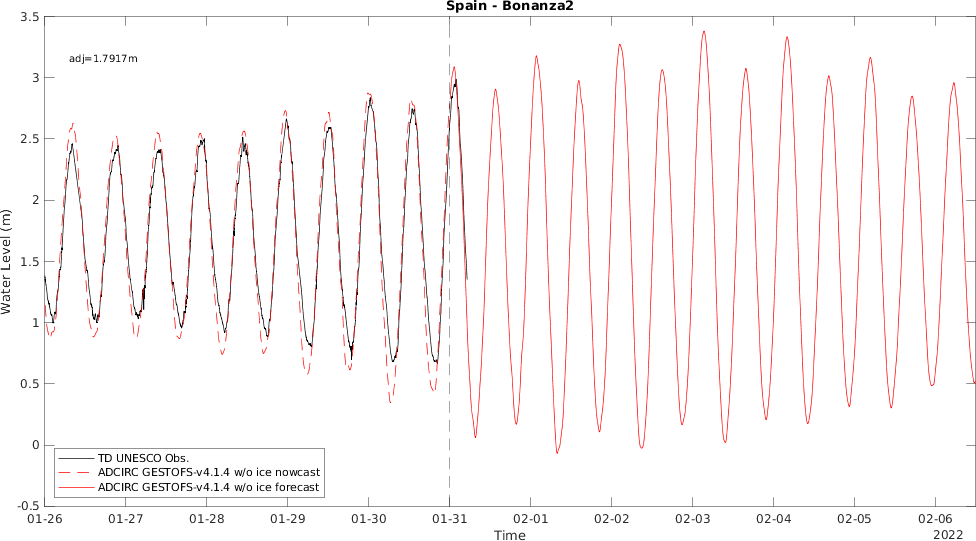 Spain - Bonanza2
adj=1.7917m
3.5
3
2.5
2
1.5
1
0.5
0
-0.5
Water Level (m)
TD UNESCO Obs.
ADCIRC GESTOFS-v4.1.4 w/o ice nowcast
ADCIRC GESTOFS-v4.1.4 w/o ice forecast
01-26 01-27 01-28 01-29 01-30 01-31 02-01 02-02 02-03 02-04 02-05 02-06
Time
2022